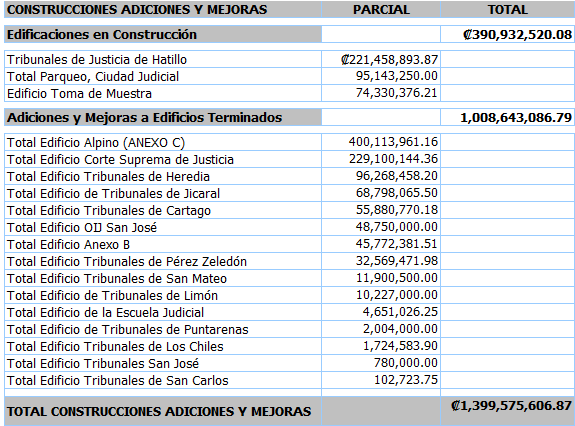 CONSTRUCCIONES ADICIONES Y MEJORAS PARCIAL TOTAL
Edificaciones en Construcción ₡390,932,520.08
Tribunales de Justicia de Hatillo ₡221,458,893.87
Total Parqueo, Ciudad Judicial 95,143,250.00
Edificio Toma de Muestra 74,330,376.21
Adiciones y Mejoras a Edificios Terminados 1,008,643,086.79
Total Edificio Alpino (ANEXO C) 400,113,961.16
Total Edificio Corte Suprema de Justicia 229,100,144.36
Total Edificio Tribunales de Heredia 96,268,458.20
Total Edificio de Tribunales de Jicaral 68,798,065.50
Total Edificio Tribunales de Cartago 55,880,770.18
Total Edificio OIJ San José 48,750,000.00
Total Edificio Anexo B 45,772,381.51
Total Edificio Tribunales de Pérez Zeledón 32,569,471.98
Total Edificio Tribunales de San Mateo 11,900,500.00
Total Edificio de Tribunales de Limón 10,227,000.00
Total Edificio de la Escuela Judicial 4,651,026.25
Total Edificio de Tribunales de Puntarenas 2,004,000.00
Total Edificio Tribunales de Los Chiles 1,724,583.90
Total Edificio Tribunales San José 780,000.00
Total Edificio Tribunales de San Carlos 102,723.75
TOTAL CONSTRUCCIONES ADICIONES Y MEJORAS ₡1,399,575,606.87